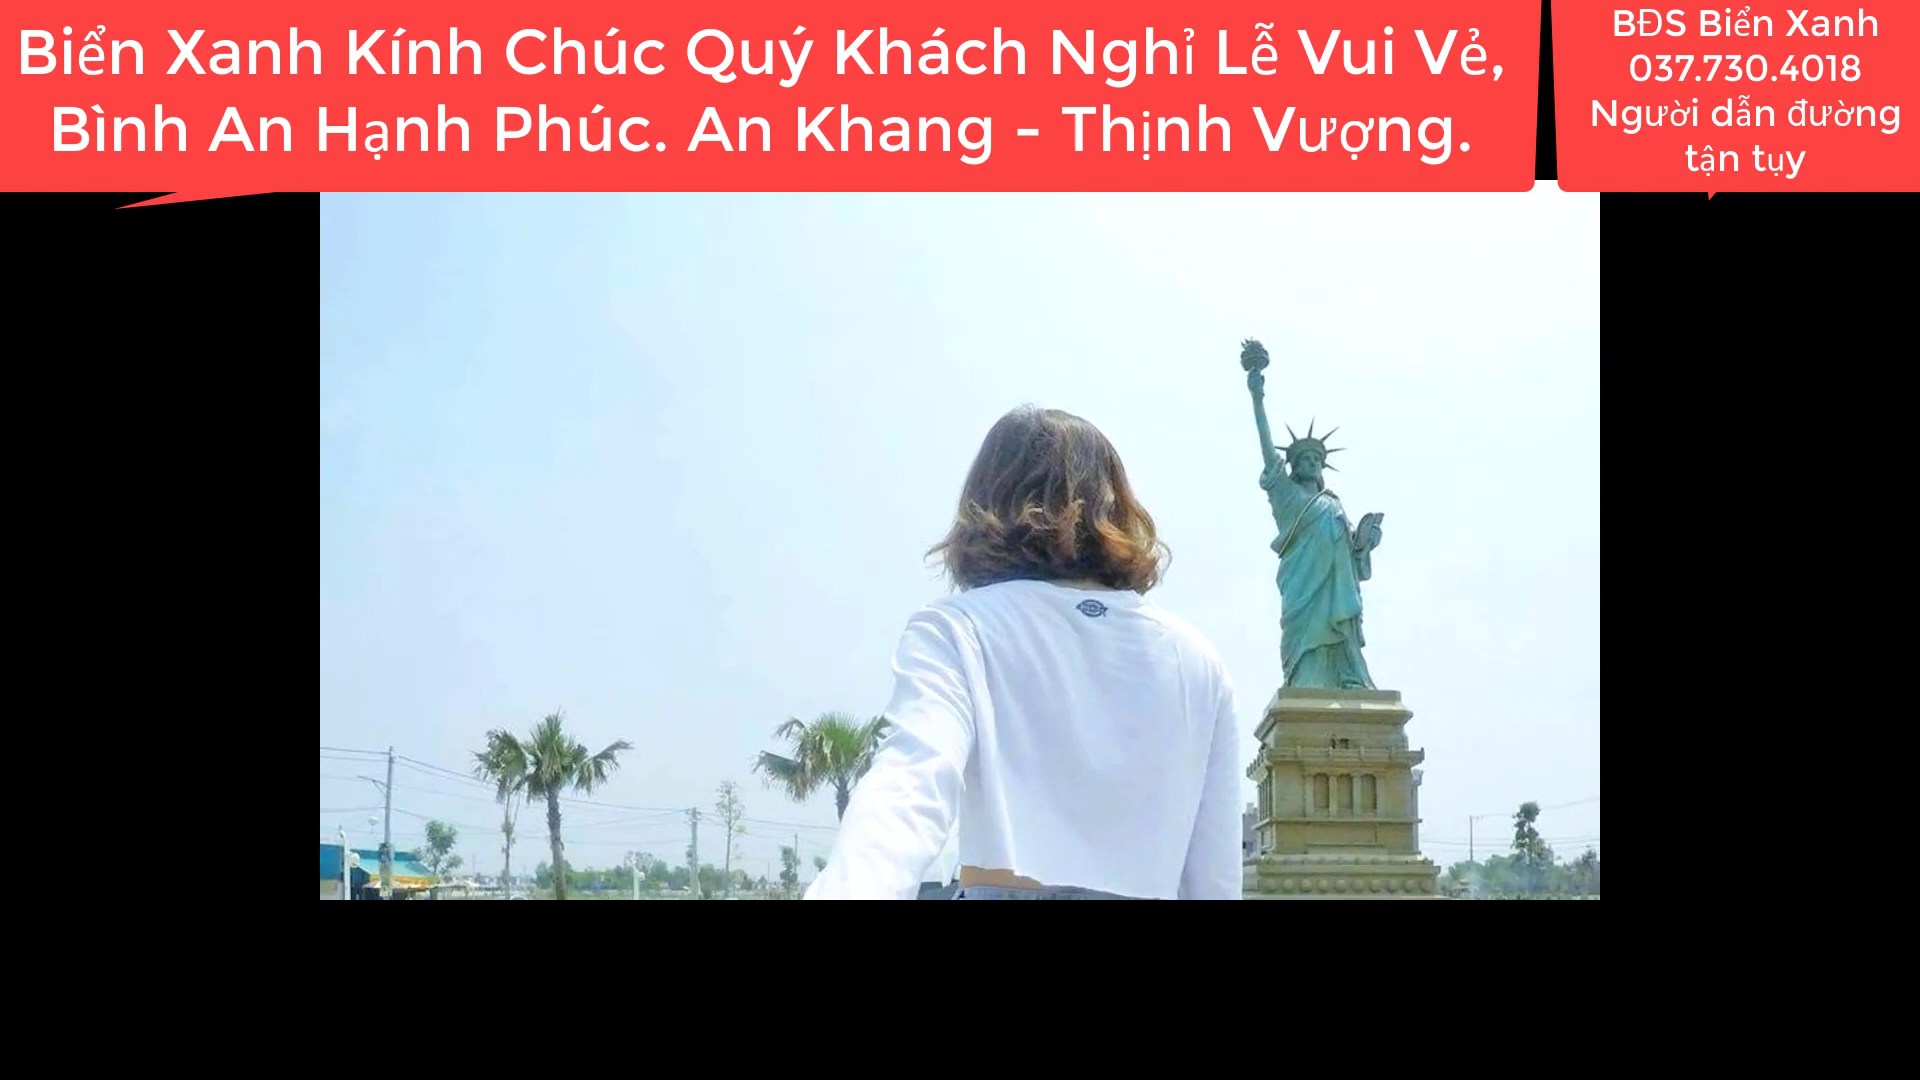 Biển Xanh Kính Chúc Quý Khách Nghỉ Lễ Vui Vẻ,
Bình An Hạnh Phúc. An Khang - Thịnh Vượng.
BĐS Biển Xanh
037.730.4018
Người dẫn đường
tận tụy